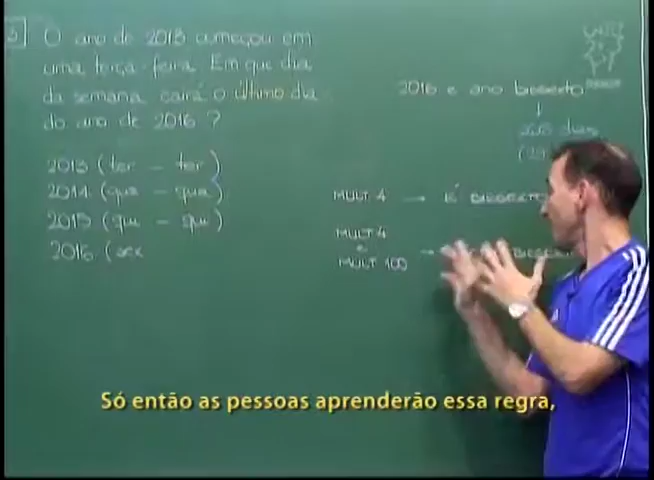 3) O ano de 2013 começou em
uma terça-feira. Em que dia
da semana cairá o último dia
do ano de 2016?
2013 (ter - ter)
2014 (qua - qua)
2015 (qui - qui)
2016 (sex
2016 é ano bissexto
dias
(29
MULT 4 → É BISSEXTO
MULT 4
e
MULT 100 →
Só então as pessoas aprenderão essa regra,